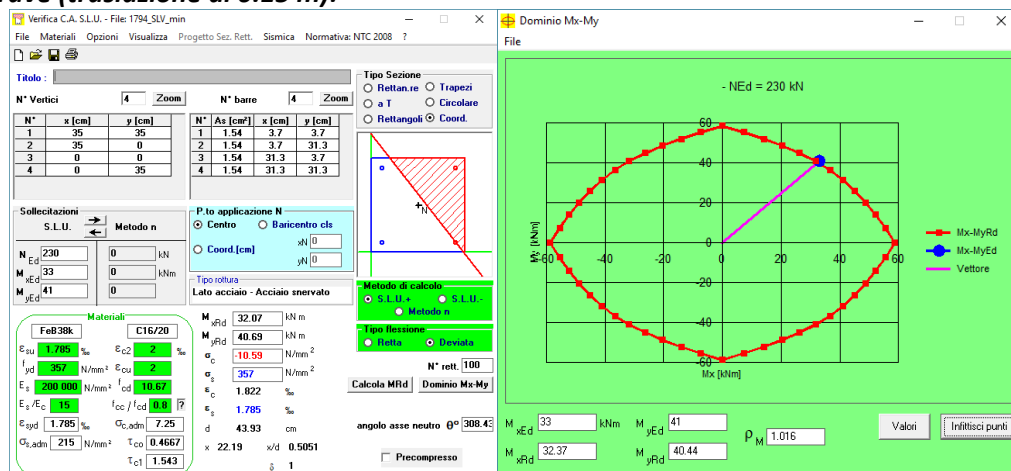 trave (traslazione di 0.15 m).
Verifica C.A. S.L.U. - File: 1794_SLV_min
File Materiali Opzioni Visualizza Progetto Sez. Rett. Sismica Normativa: NTC 2008 ?
Titolo :
N° Vertici 4 Zoom N° barre 4 Zoom
N° x [cm] y [cm]
1 35 35
2 35 0
3 0 0
4 0 35
N° As [cm²] x [cm] y [cm]
1 1.54 3.7 3.7
2 1.54 3.7 31.3
3 1.54 31.3 3.7
4 1.54 31.3 31.3
Tipo Sezione
Rettan.re Trapezi
a T Circolare
Rettangoli Coord.
N
Sollecitazioni
S.L.U. Metodo n
N Ed 230 0 kN
M xEd 33 0 kNm
M yEd 41 0
P.to applicazione N
Centro Baricentro cls
Coord.[cm] xN 0
yN 0
Tipo rottura
Lato acciaio - Acciaio snervato
Metodo di calcolo
S.L.U.+ S.L.U.-
Metodo n
Tipo flessione
Retta Deviata
N° rett. 100
Calcola MRd Dominio Mx-My
angolo asse neutro θ° 308.43
Precompresso
Materiali
FeB38k C16/20
εsu 1.785 ‰ εc2 2 ‰
fyd 357 N/mm² εcu 2
Es 200 000 N/mm² fcd 10.67
Es/Ec 15 fcc / fcd 0.8 ?
εsyd 1.785 ‰ σc,adm 7.25
σs,adm 215 N/mm² τco 0.4667
τc1 1.543
M xRd 32.07 kN m
M yRd 40.69 kN m
σc -10.59 N/mm²
σs 357 N/mm²
εc 1.822 ‰
εs 1.785 ‰
d 43.93 cm
x 22.19 x/d 0.5051
δ 1
Dominio Mx-My
File
- NEd = 230 kN
60
40
20
0
-20
-40
-60
-60 -40 -20 0 20 40 60
Mx [kNm]
Mx-MyRd
Mx-MyEd
Vettore
M xEd 33 kNm M yEd 41
M xRd 32.37 M yRd 40.44
ρM 1.016
Valori Infittisci punti